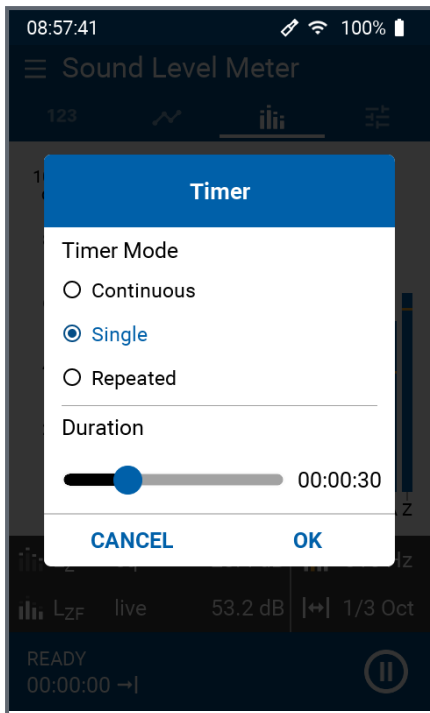 08:57:41 100%
Sound Level Meter
123
Timer
Timer Mode
Continuous
Single
Repeated
Duration
00:00:30
CANCEL OK
Z
LZF live 53.2 dB 1/3 Oct
READY
00:00:00